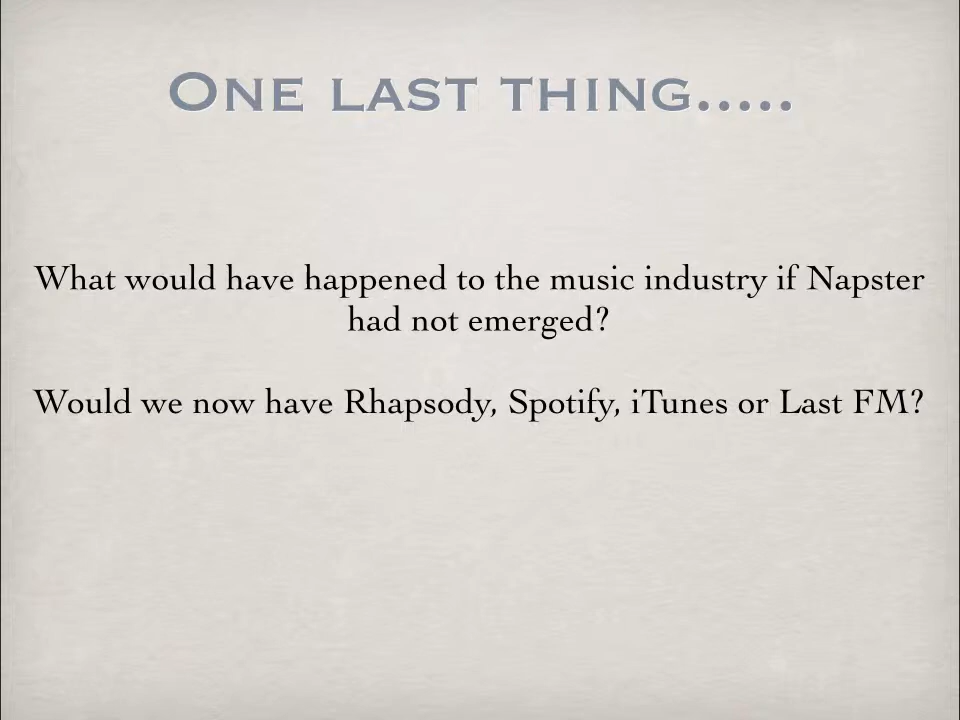 One last thing.....
What would have happened to the music industry if Napster
had not emerged?
Would we now have Rhapsody, Spotify, iTunes or Last FM?